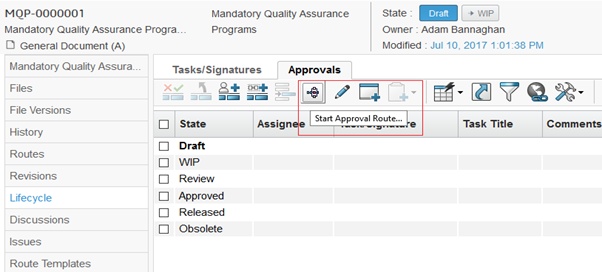 MQP-0000001
Mandatory Quality Assurance Progra...
General Document (A)
Mandatory Quality Assurance
Programs
State : Draft WIP
Owner : Adam Bannaghan
Modified : Jul 10, 2017 1:01:38 PM
Mandatory Quality Assura...
Files
File Versions
History
Routes
Revisions
Lifecycle
Discussions
Issues
Route Templates
Tasks/Signatures Approvals
Start Approval Route...
State Assignee Task/Signature Task Title Comments
Draft
WIP
Review
Approved
Released
Obsolete